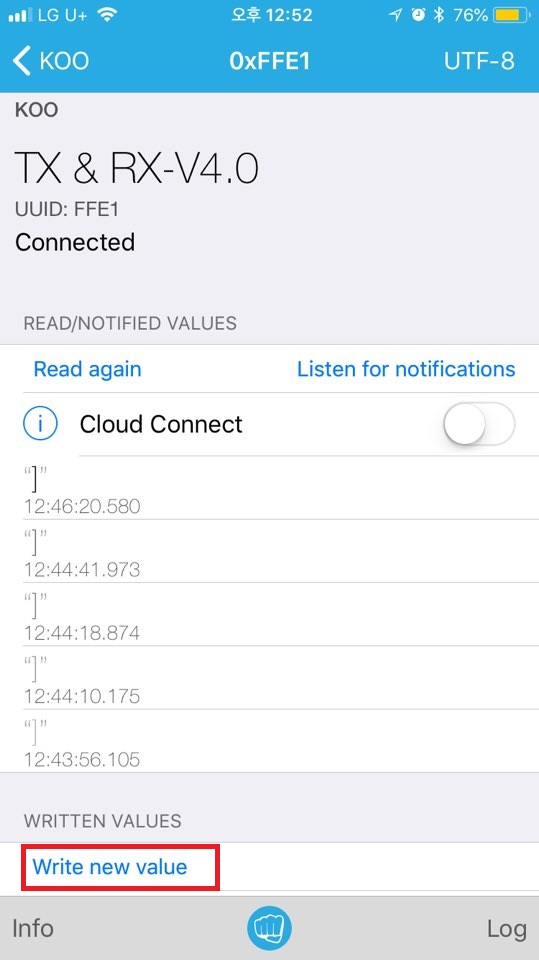 LG U+ 오후 12:52 76%
KOO 0xFFE1 UTF-8
KOO
TX & RX-V4.0
UUID: FFE1
Connected
READ/NOTIFIED VALUES
Read again Listen for notifications
i Cloud Connect
“]”
12:46:20.580
“]”
12:44:41.973
“]”
12:44:18.874
“]”
12:44:10.175
“]”
12:43:56.105
WRITTEN VALUES
Write new value
Info Log